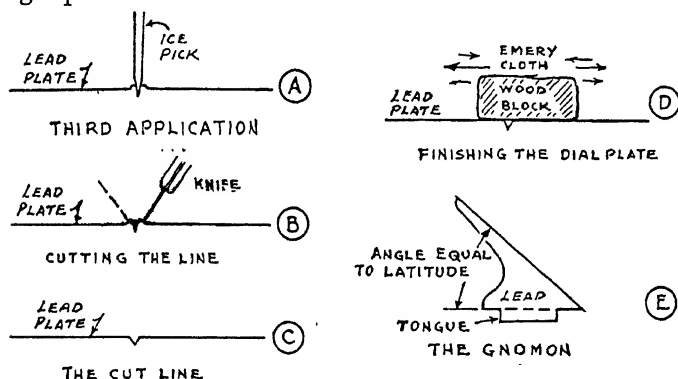 ICE
PICK
LEAD
PLATE
A
THIRD APPLICATION
LEAD
PLATE
KNIFE
B
CUTTING THE LINE
LEAD
PLATE
C
THE CUT LINE
EMERY
CLOTH
WOOD
BLOCK
LEAD
PLATE
D
FINISHING THE DIAL PLATE
ANGLE EQUAL
TO LATITUDE
LEAD
TONGUE
E
THE GNOMON